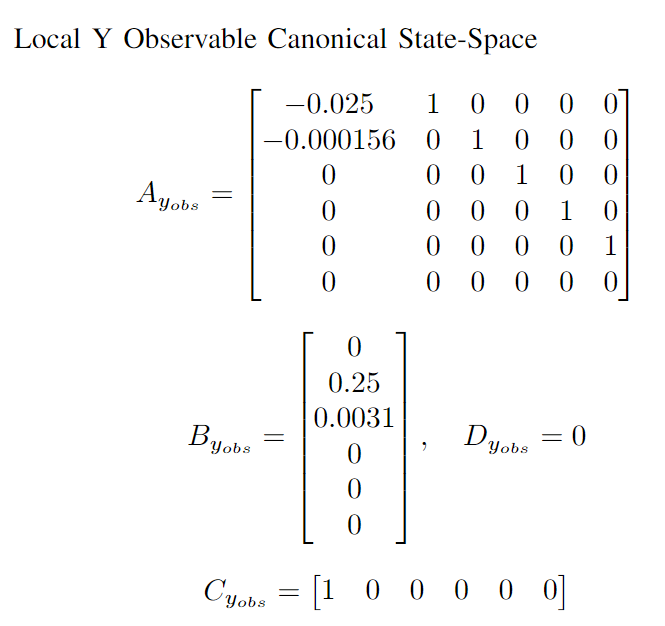 Local Y Observable Canonical State-Space
−0.025 1 0 0 0 0
−0.000156 0 1 0 0 0
0 0 0 1 0 0
A_{y_{obs}} =
0 0 0 0 1 0
0 0 0 0 0 1
0 0 0 0 0 0
0
0.25
0.0031
B_{y_{obs}} = , D_{y_{obs}} = 0
0
0
0
C_{y_{obs}} = [1 0 0 0 0 0]